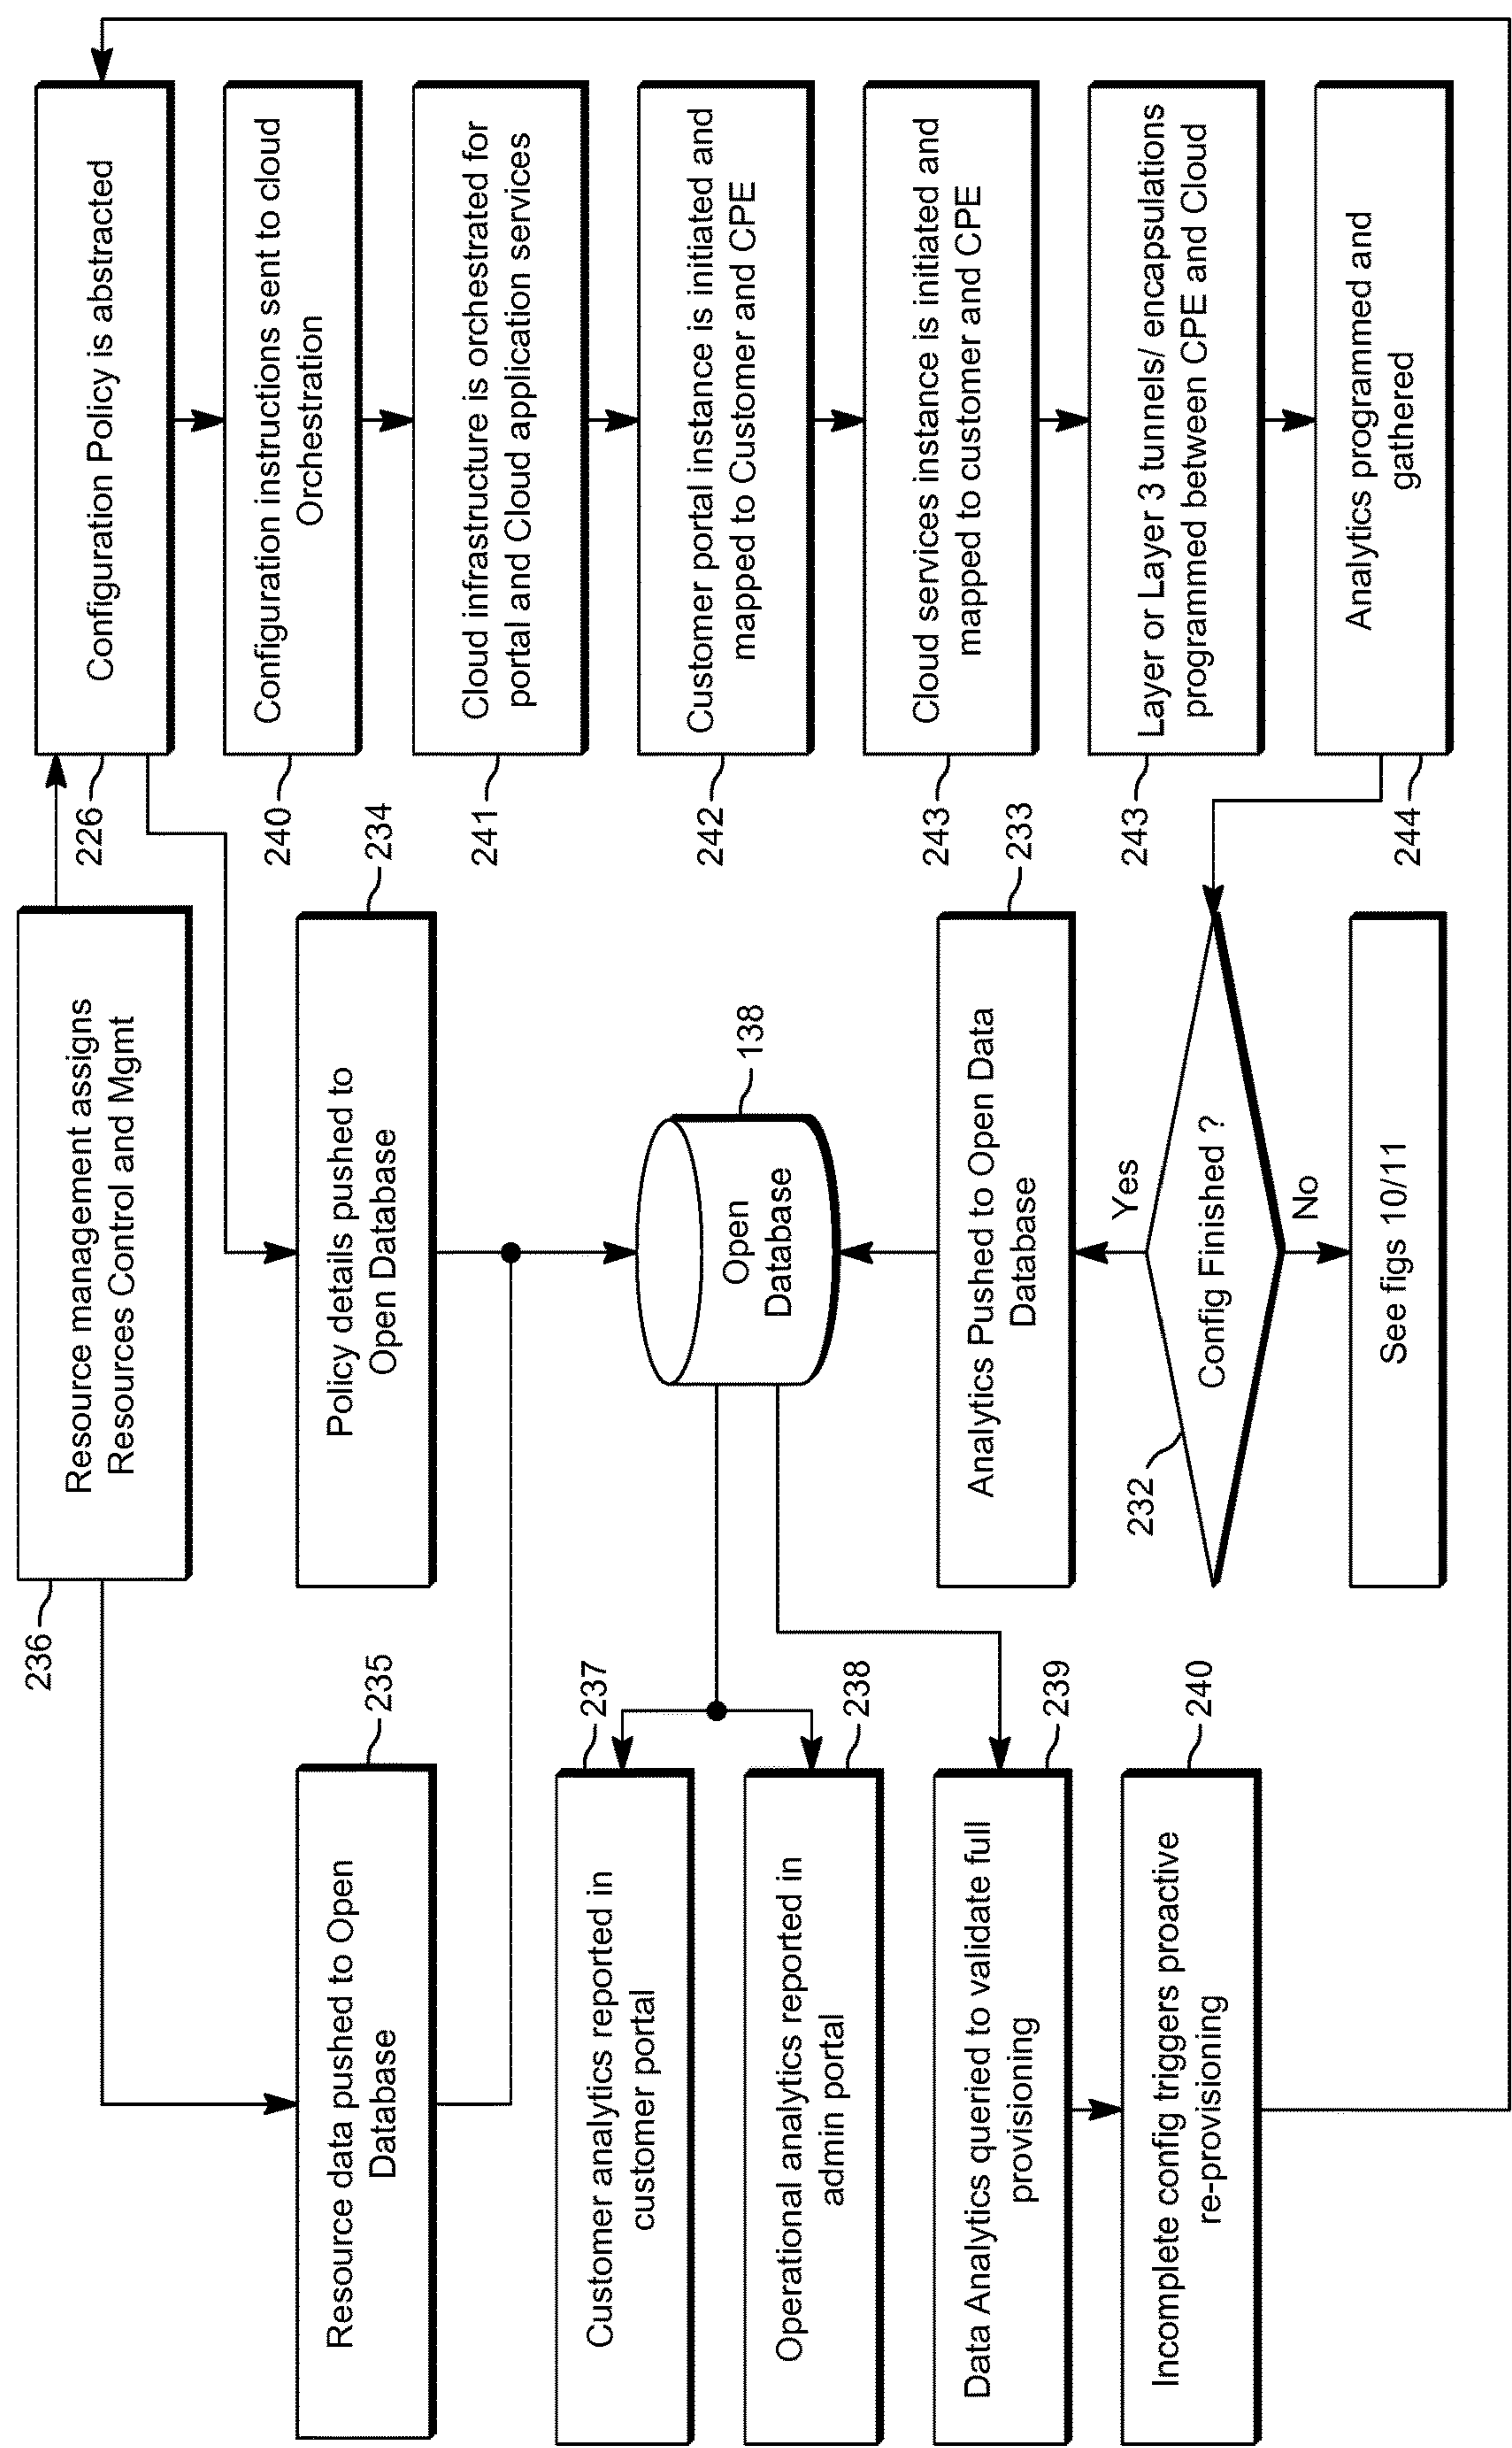 236
Resource management assigns
Resources Control and Mgmt
Configuration Policy is abstracted
226
Resource data pushed to Open
Database
235
Policy details pushed to
Open Database
234
Configuration instructions sent to cloud
Orchestration
240
Cloud infrastructure is orchestrated for
portal and Cloud application services
241
Customer analytics reported in
customer portal
237
Operational analytics reported in
admin portal
238
Open
Database
138
Customer portal instance is initiated and
mapped to Customer and CPE
242
Data Analytics queried to validate full
provisioning
239
Analytics Pushed to Open Data
Database
233
Cloud services instance is initiated and
mapped to customer and CPE
243
Incomplete config triggers proactive
re-provisioning
240
Yes
232
Config Finished ?
No
Layer or Layer 3 tunnels/ encapsulations
programmed between CPE and Cloud
243
See figs 10/11
Analytics programmed and
gathered
244